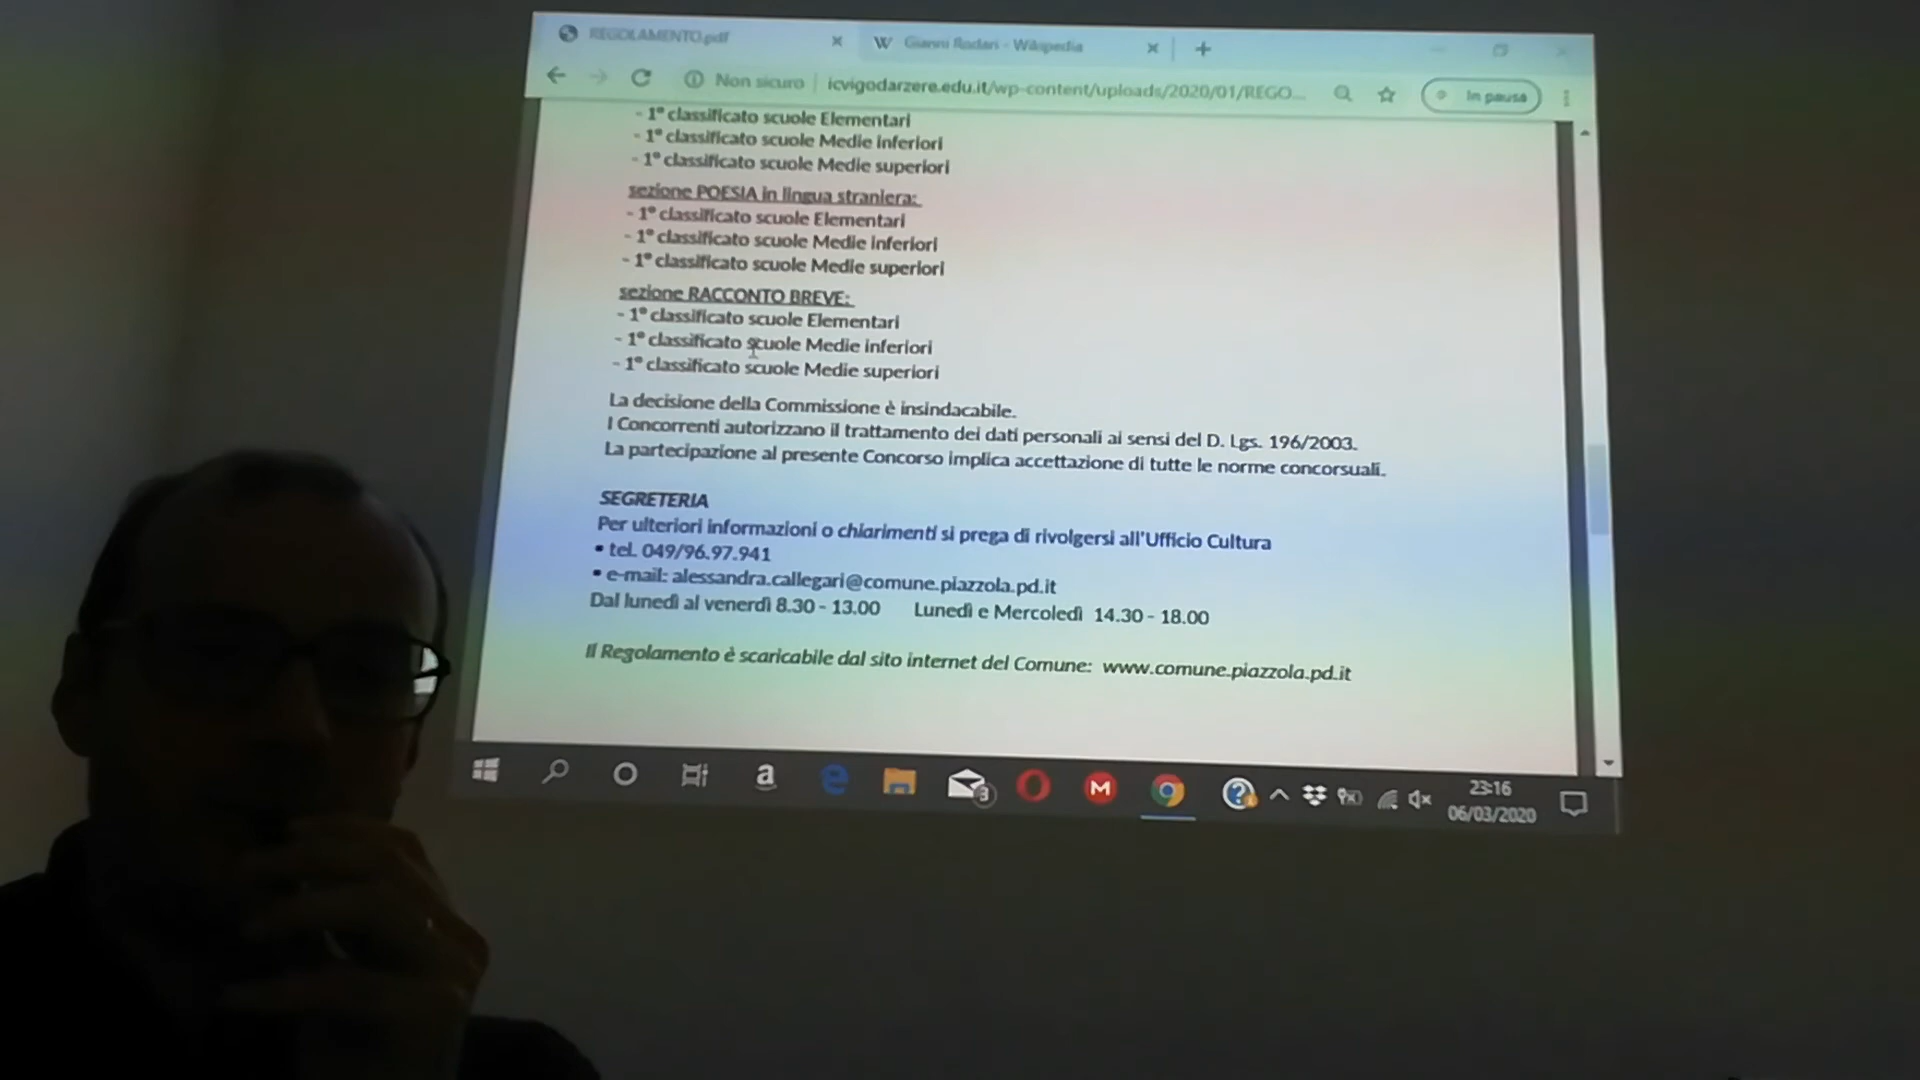 REGOLAMENTO.pdf
Gianni Rodari - Wikipedia
Non sicuro
icvigodarzere.edu.it/wp-content/uploads/2020/01/REGO...
In pausa
- 1° classificato scuole Elementari
- 1° classificato scuole Medie inferiori
- 1° classificato scuole Medie superiori
sezione POESIA in lingua straniera:
- 1° classificato scuole Elementari
- 1° classificato scuole Medie inferiori
- 1° classificato scuole Medie superiori
sezione RACCONTO BREVE:
- 1° classificato scuole Elementari
- 1° classificato scuole Medie inferiori
- 1° classificato scuole Medie superiori
La decisione della Commissione è insindacabile.
I Concorrenti autorizzano il trattamento dei dati personali ai sensi del D. Lgs. 196/2003.
La partecipazione al presente Concorso implica accettazione di tutte le norme concorsuali.
SEGRETERIA
Per ulteriori informazioni o chiarimenti si prega di rivolgersi all'Ufficio Cultura
▪ tel. 049/96.97.941
▪ e-mail: alessandra.callegari@comune.piazzola.pd.it
Dal lunedì al venerdì 8.30 - 13.00 Lunedì e Mercoledì 14.30 - 18.00
Il Regolamento è scaricabile dal sito internet del Comune: www.comune.piazzola.pd.it
3
23:16
06/03/2020